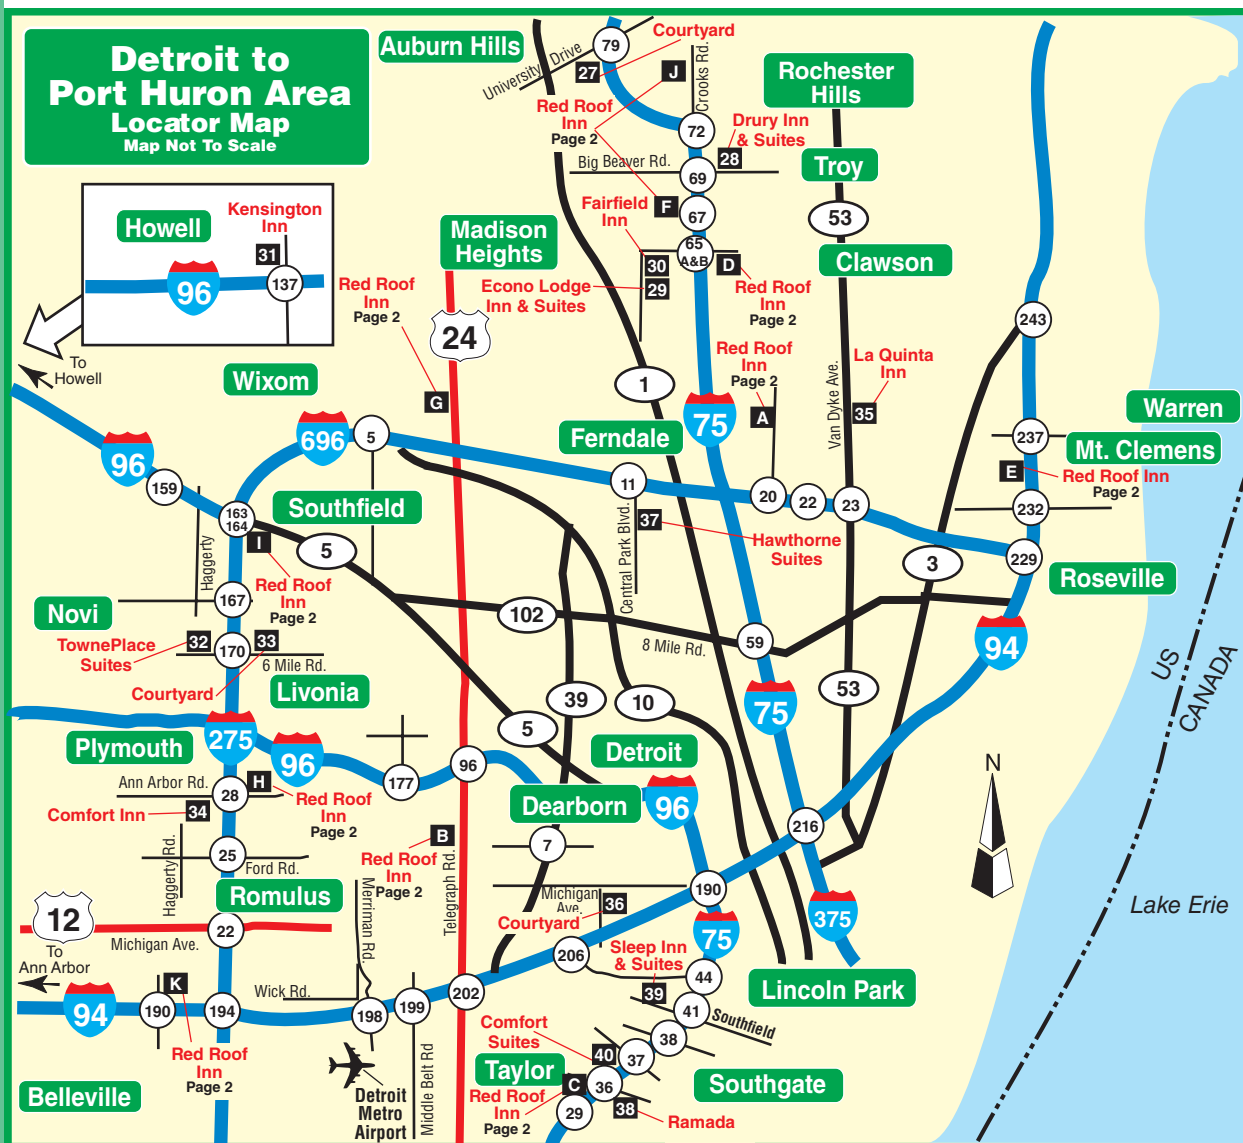 Detroit to
Port Huron Area
Locator Map
Map Not To Scale
Auburn Hills
University Drive
79
Courtyard
27
J
Crooks Rd.
Red Roof
Inn
Page 2
72
Drury Inn
& Suites
28
Big Beaver Rd.
69
Rochester
Hills
Troy
53
Clawson
Fairfield
Inn
F
67
65
A&B
D
30
29
Econo Lodge
Inn & Suites
Red Roof
Inn
Page 2
Howell
Kensington
Inn
31
96
137
To
Howell
Madison
Heights
Red Roof
Inn
Page 2
24
G
1
Red Roof
Inn
Page 2
A
75
Van Dyke Ave.
La Quinta
Inn
35
243
Warren
237
Mt. Clemens
E
Red Roof Inn
Page 2
232
Wixom
696
5
Ferndale
96
159
163
164
Southfield
11
20
22
23
37
Central Park Blvd.
Hawthorne
Suites
3
229
Roseville
Haggerty
I
5
Red Roof
Inn
Page 2
167
Novi
102
8 Mile Rd.
59
94
TownePlace
Suites
32
33
170
6 Mile Rd.
Courtyard
Livonia
39
10
53
75
US
CANADA
275
Plymouth
96
5
Detroit
177
96
Ann Arbor Rd.
28
H
Red Roof
Inn
Page 2
Comfort Inn
34
Dearborn
96
N
216
B
Red Roof
Inn
Page 2
7
Haggerty Rd.
25
Ford Rd.
Merriman Rd.
Telegraph Rd.
190
Michigan
Ave.
36
Courtyard
375
Lake Erie
Romulus
12
22
Michigan Ave.
To
Ann Arbor
75
206
Sleep Inn
& Suites
39
44
Lincoln Park
K
Wick Rd.
94
190
194
198
199
202
41
Southfield
Red Roof
Inn
Page 2
Comfort
Suites
40
37
38
Detroit
Metro
Airport
Middle Belt Rd
Taylor
C
36
Southgate
Red Roof
Inn
Page 2
29
38
Ramada
Belleville